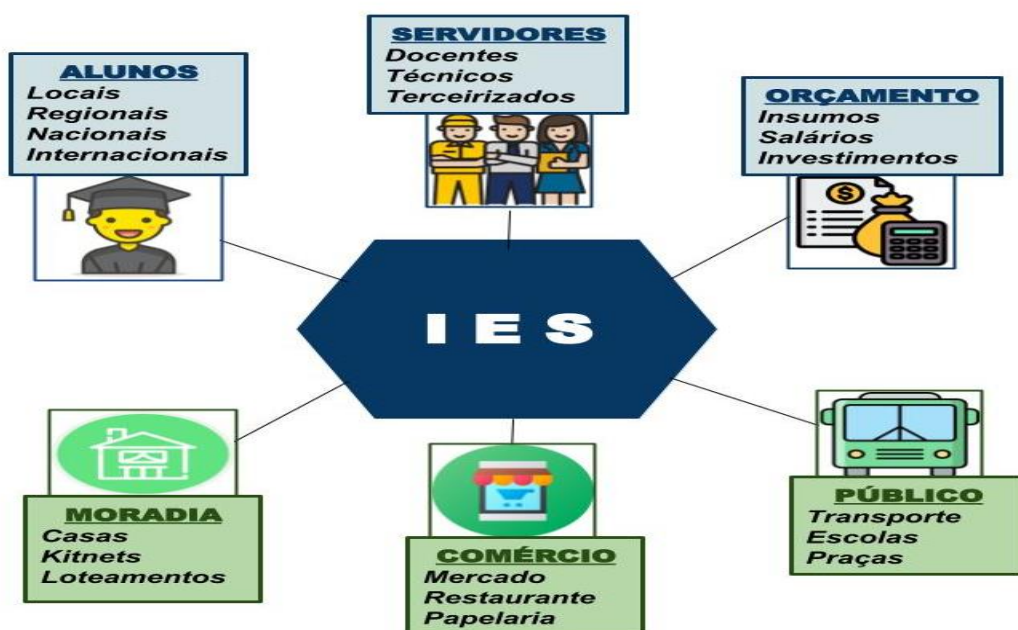 ALUNOS
Locais
Regionais
Nacionais
Internacionais
SERVIDORES
Docentes
Técnicos
Terceirizados
ORÇAMENTO
Insumos
Salários
Investimentos
$
I E S
MORADIA
Casas
Kitnets
Loteamentos
COMÉRCIO
Mercado
Restaurante
Papelaria
PÚBLICO
Transporte
Escolas
Praças